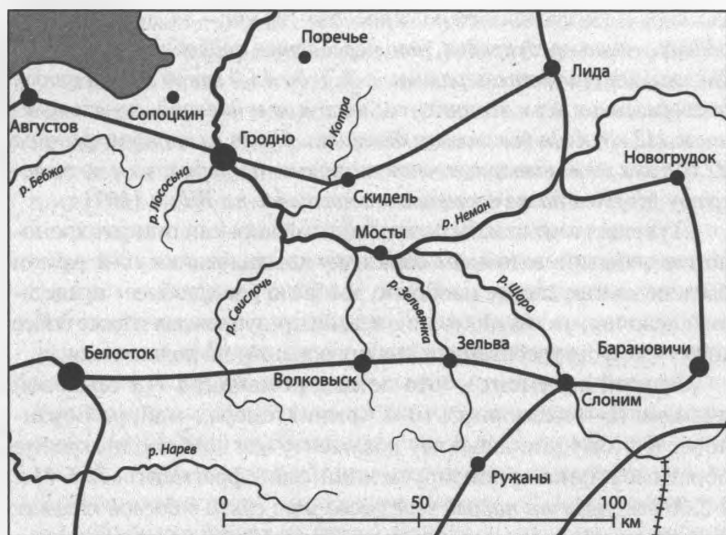 Поречье
Лида
Августов
Сопоцкин
Гродно
р. Котра
Новогрудок
р. Бебжа
р. Лососьна
Скидель
р. Неман
Мосты
р. Щара
р. Свислочь
р. Зельвянка
Белосток
Волковыск
Зельва
Барановичи
Слоним
р. Нарев
Ружаны
0
50
100
км